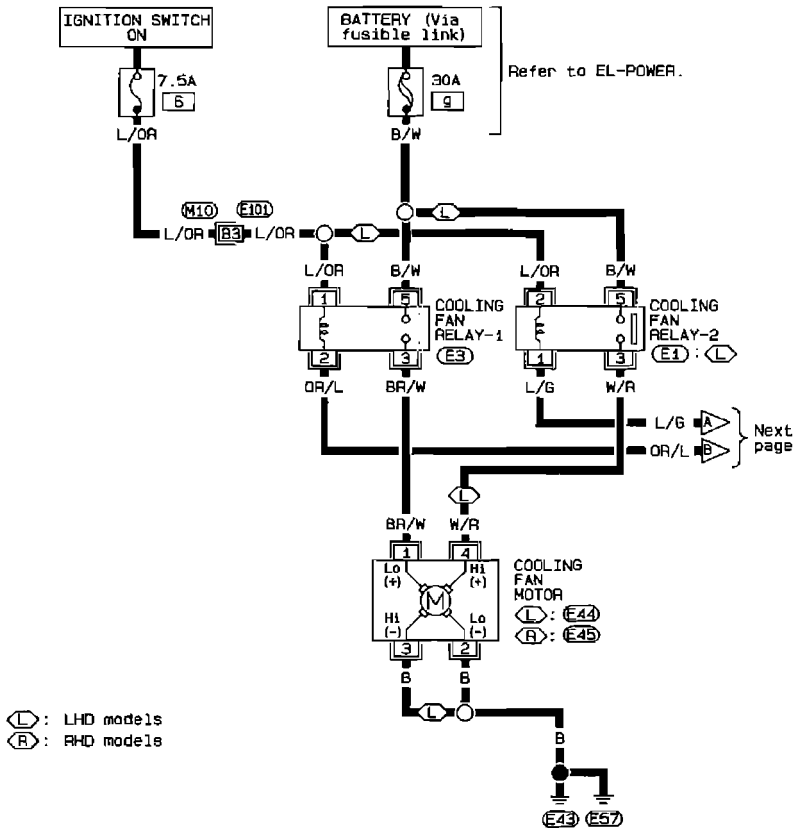 IGNITION SWITCH
ON
BATTERY (Via
fusible link)
Refer to EL-POWER.
7.5A
6
30A
g
L/OR
B/W
M10
E101
L
L/OR
B3
L/OR
L
L/OR
B/W
L/OR
B/W
1
5
COOLING
FAN
RELAY-1
E3
2
5
COOLING
FAN
RELAY-2
E1 : L
2
3
1
3
OR/L
BR/W
L/G
W/R
L/G
A
OR/L
B
Next
page
L
BR/W
W/R
1
4
Lo
(+)
Hi
(+)
M
Hi
(-)
Lo
(-)
COOLING
FAN
MOTOR
L : E44
R : E45
3
2
B
B
L
L : LHD models
R : RHD models
B
E43
E57